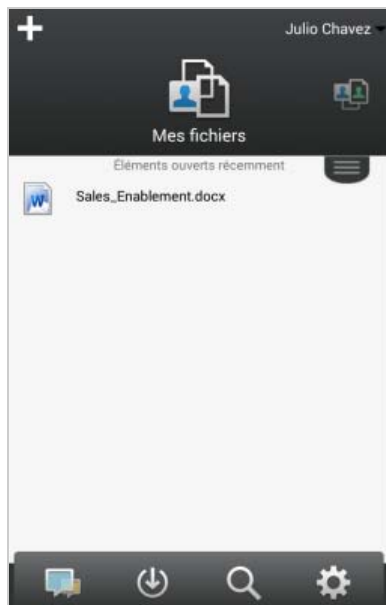 Julio Chavez
Mes fichiers
Éléments ouverts récemment
Sales_Enablement.docx